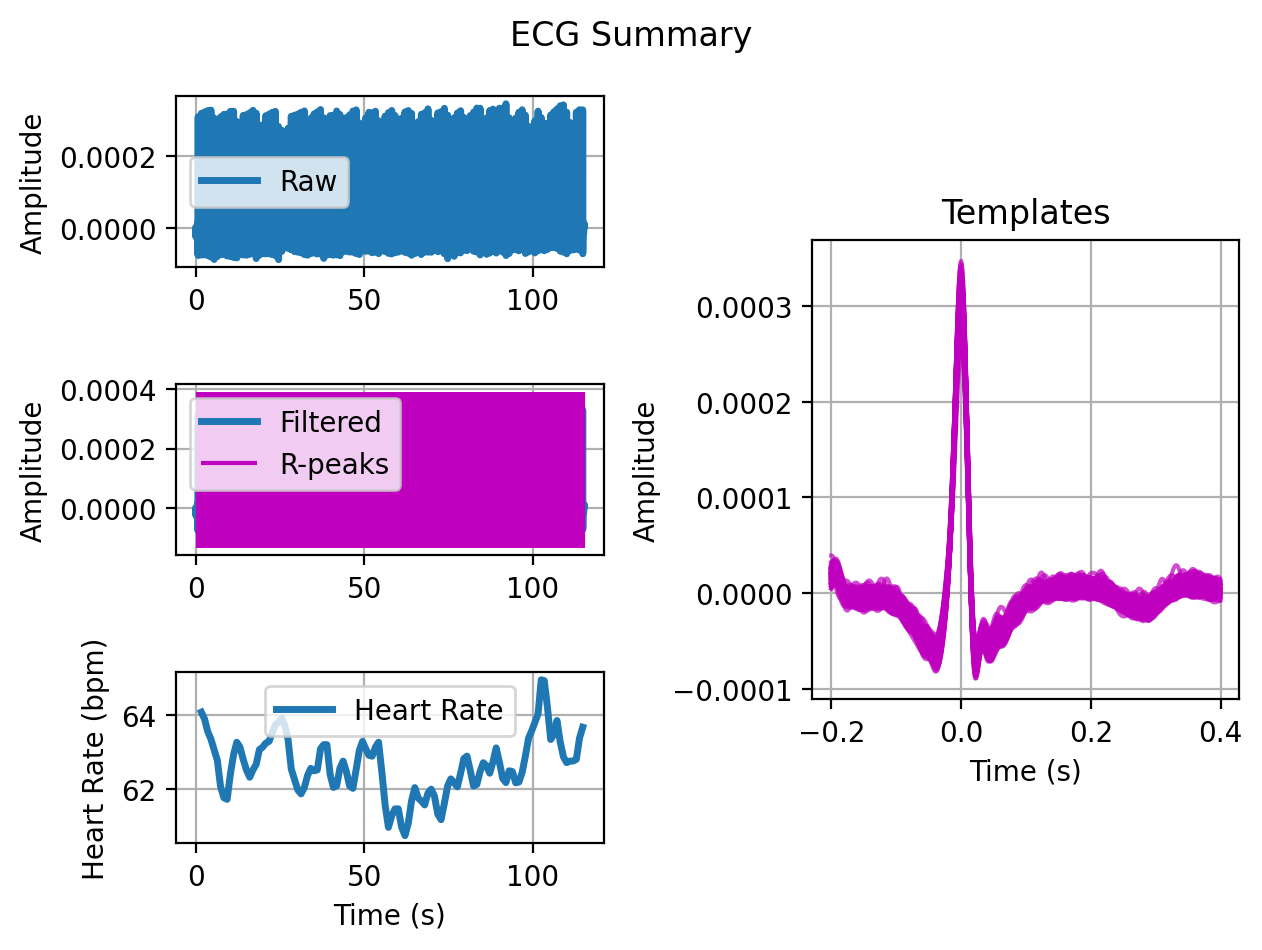 ECG Summary
Amplitude
0.0002
0.0000
Raw
0 50 100
Amplitude
0.0004
0.0002
0.0000
Filtered
R-peaks
0 50 100
Heart Rate (bpm)
64
62
Heart Rate
0 50 100
Time (s)
Templates
Amplitude
0.0003
0.0002
0.0001
0.0000
−0.0001
−0.2 0.0 0.2 0.4
Time (s)